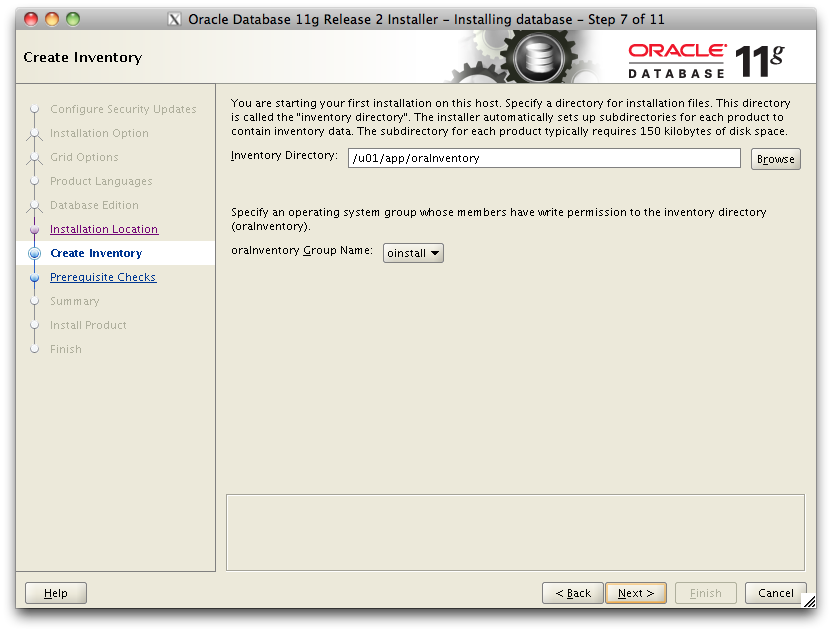 Oracle Database 11g Release 2 Installer - Installing database - Step 7 of 11
Create Inventory
ORACLE
DATABASE 11g
Configure Security Updates
Installation Option
Grid Options
Product Languages
Database Edition
Installation Location
Create Inventory
Prerequisite Checks
Summary
Install Product
Finish
You are starting your first installation on this host. Specify a directory for installation files. This directory
is called the "inventory directory". The installer automatically sets up subdirectories for each product to
contain inventory data. The subdirectory for each product typically requires 150 kilobytes of disk space.
Inventory Directory: /u01/app/oraInventory Browse
Specify an operating system group whose members have write permission to the inventory directory
(oraInventory).
oraInventory Group Name: oinstall
Help < Back Next > Finish Cancel